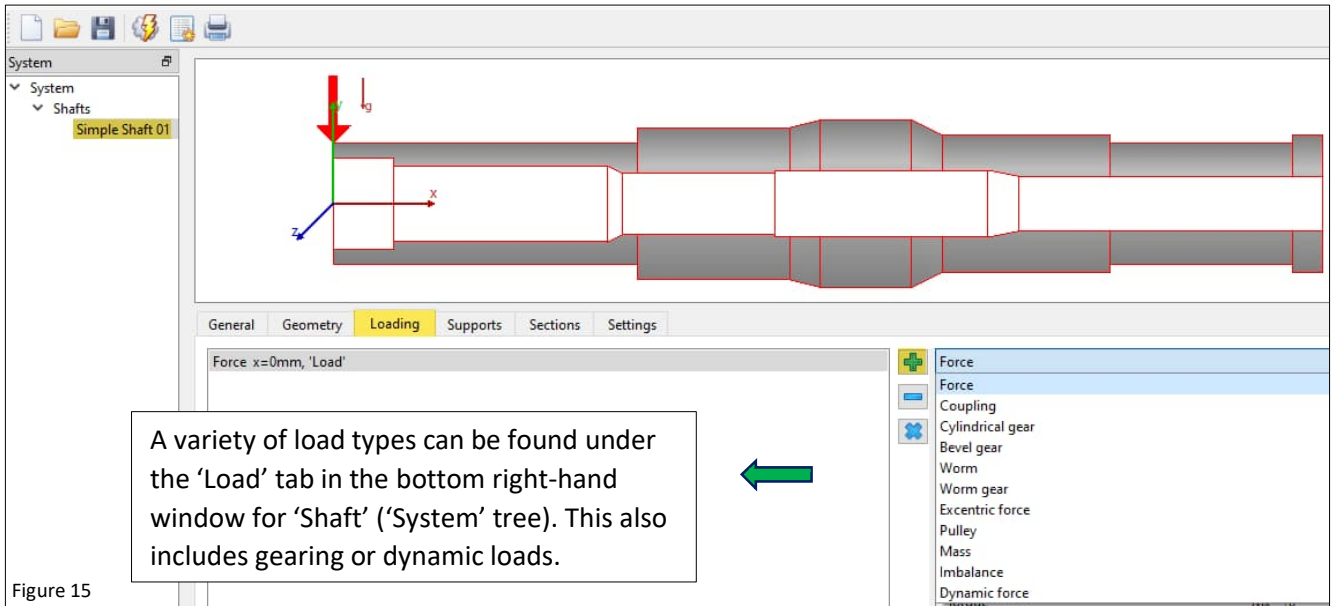 System
System
Shafts
Simple Shaft 01
y
g
x
z
General Geometry Loading Supports Sections Settings
Force x=0mm, 'Load'
Force
Force
Coupling
Cylindrical gear
Bevel gear
Worm
Worm gear
Excentric force
Pulley
Mass
Imbalance
Dynamic force
A variety of load types can be found under
the ‘Load’ tab in the bottom right-hand
window for ‘Shaft’ (‘System’ tree). This also
includes gearing or dynamic loads.
Figure 15